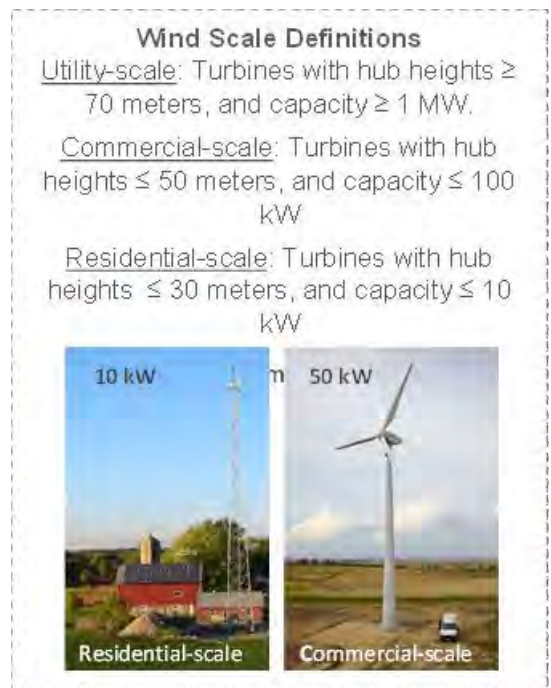 Wind Scale Definitions
Utility-scale: Turbines with hub heights ≥
70 meters, and capacity ≥ 1 MW.
Commercial-scale: Turbines with hub
heights ≤ 50 meters, and capacity ≤ 100
kW
Residential-scale: Turbines with hub
heights ≤ 30 meters, and capacity ≤ 10
kW
10 kW
m
50 kW
Residential-scale
Commercial-scale